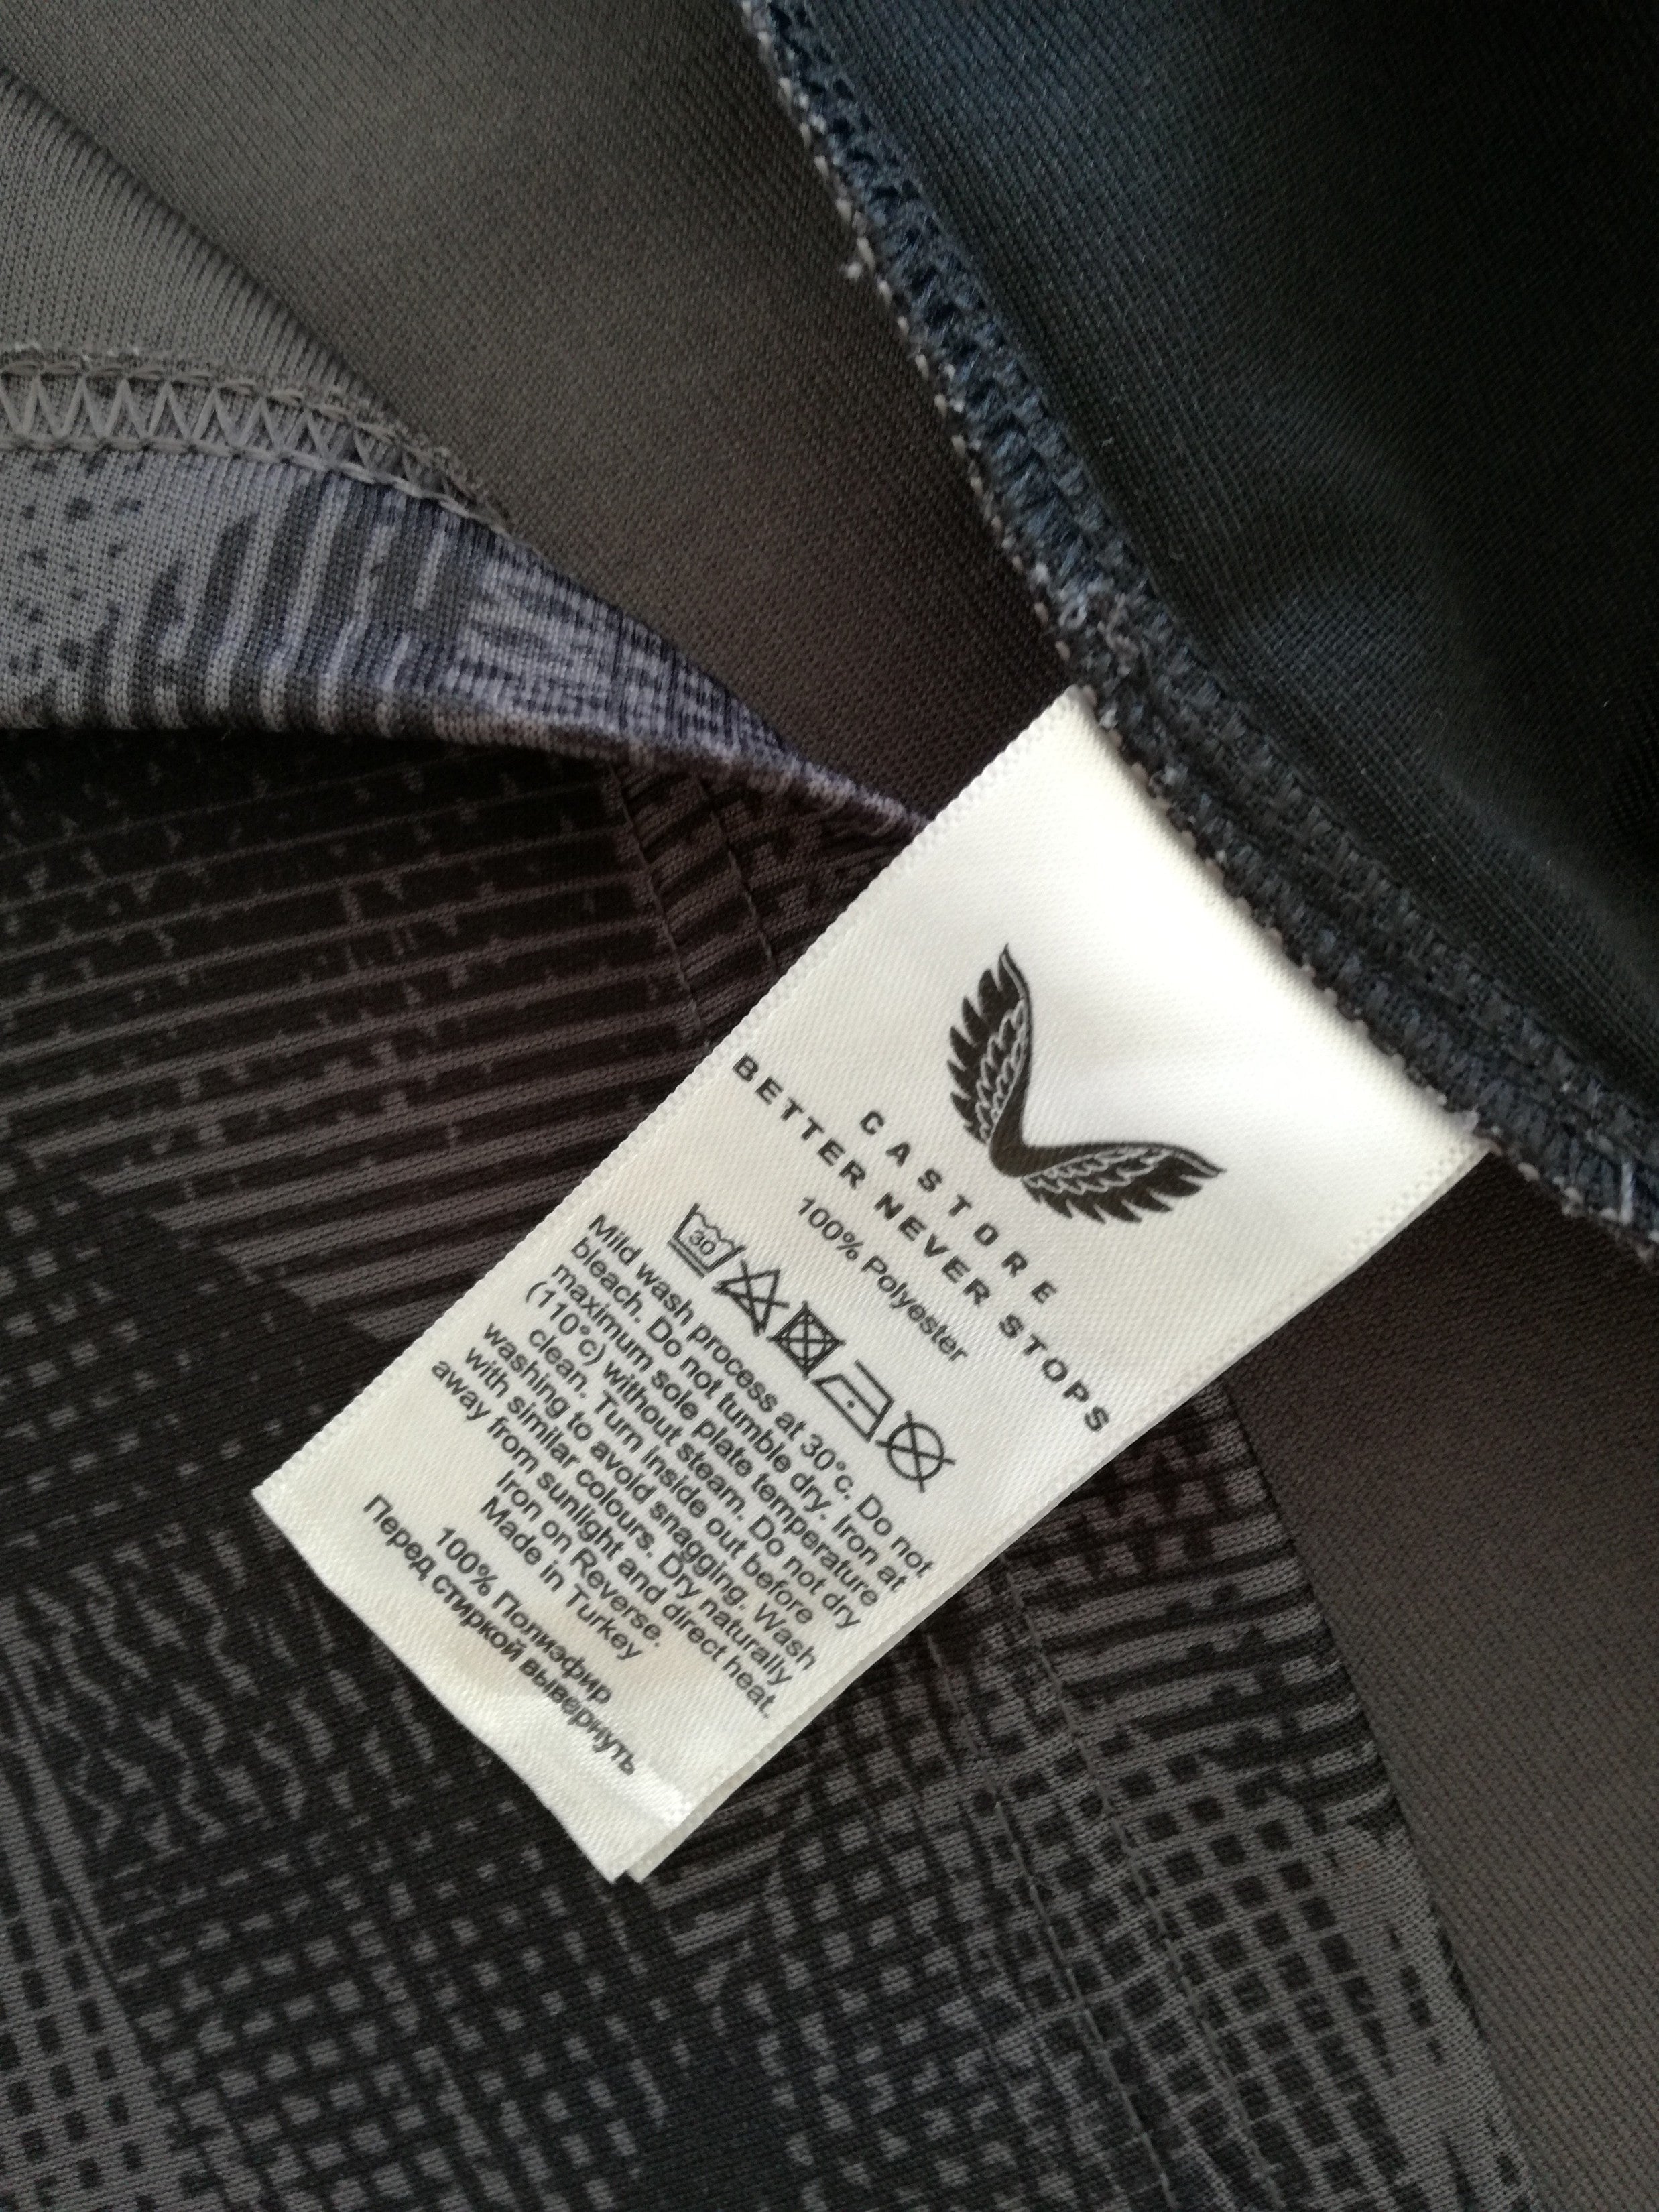 CASTORE
BETTER NEVER STOPS
100% Polyester
30
Mild wash process at 30°c. Do not
bleach. Do not tumble dry. Iron at
maximum sole plate temperature
(110°c) without steam. Do not dry
clean. Turn inside out before
washing to avoid snagging. Wash
with similar colours. Dry naturally
away from sunlight and direct heat.
Iron on Reverse.
Made in Turkey
100% Полиэфир
Перед стиркой вывернуть